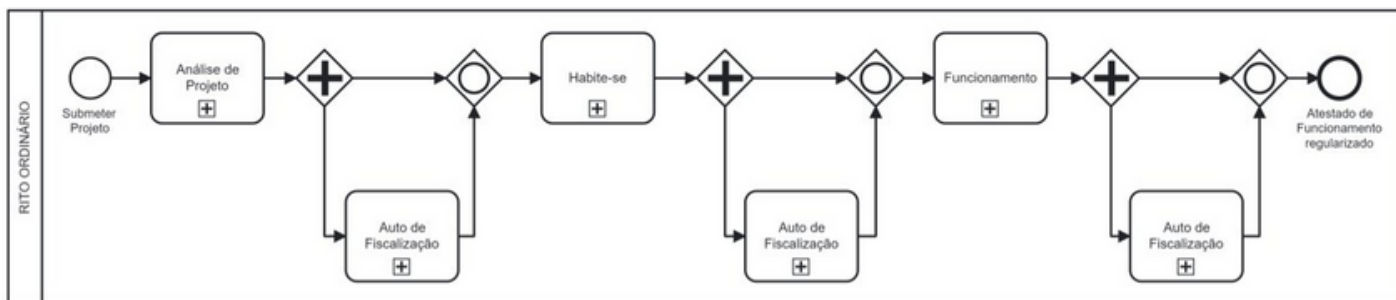 RITO ORDINÁRIO
Submeter
Projeto
Análise de
Projeto
Auto de
Fiscalização
Habite-se
Auto de
Fiscalização
Funcionamento
Auto de
Fiscalização
Atestado de
Funcionamento
regularizado